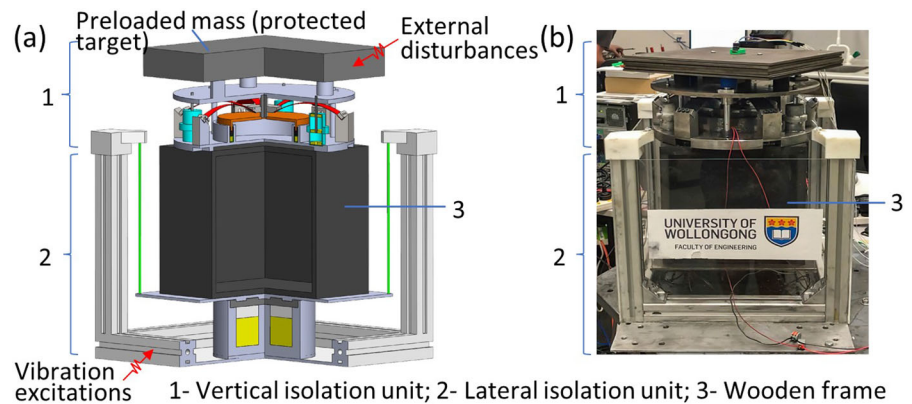 (a)
Preloaded mass (protected
target)
External
disturbances
1
2
3
Vibration
excitations
(b)
1
2
3
UNIVERSITY OF
WOLLONGONG
FACULTY OF ENGINEERING
1- Vertical isolation unit; 2- Lateral isolation unit; 3- Wooden frame